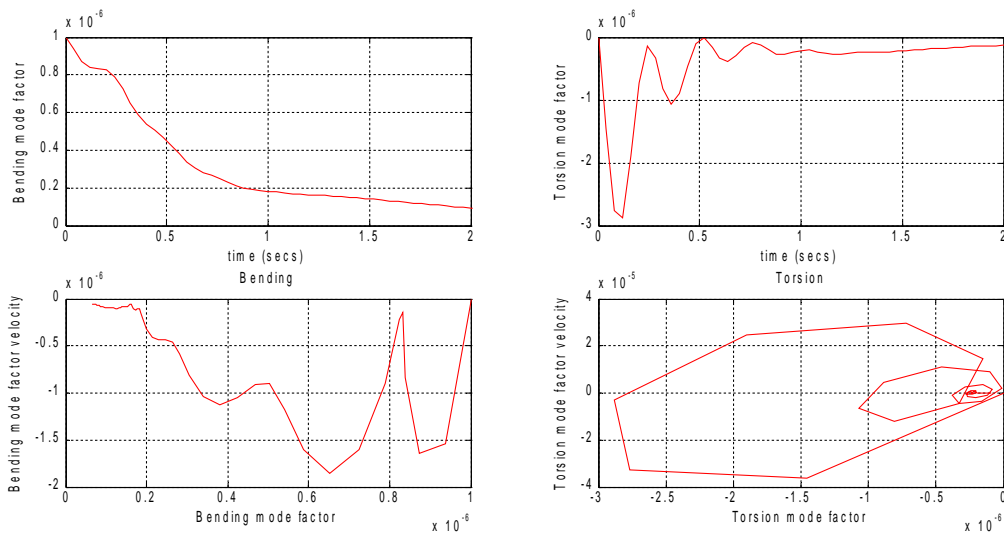 x 10^-6
1
0.8
0.6
0.4
0.2
0
Bending mode factor
0 0.5 1 1.5 2
time (secs)
x 10^-6
0
-1
-2
-3
Torsion mode factor
0 0.5 1 1.5 2
time (secs)
x 10^-6
Bending
0
-0.5
-1
-1.5
-2
Bending mode factor velocity
0 0.2 0.4 0.6 0.8 1
Bending mode factor
x 10^-6
x 10^-5
Torsion
4
2
0
-2
-4
Torsion mode factor velocity
-3 -2.5 -2 -1.5 -1 -0.5 0
Torsion mode factor
x 10^-6